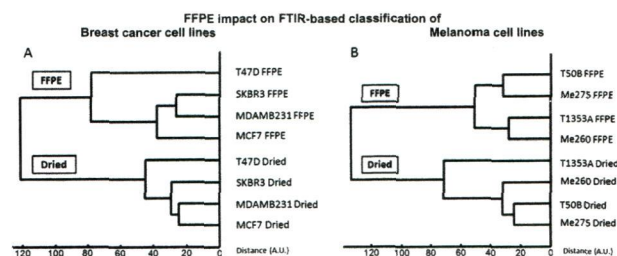 FFPE impact on FTIR-based classification of
Breast cancer cell lines
Melanoma cell lines
A
FFPE
Dried
T47D FFPE
SKBR3 FFPE
MDAMB231 FFPE
MCF7 FFPE
T47D Dried
SKBR3 Dried
MDAMB231 Dried
MCF7 Dried
120 100 80 60 40 20 0
Distance (A.U.)
B
FFPE
Dried
T50B FFPE
Me275 FFPE
T1353A FFPE
Me260 FFPE
T1353A Dried
Me260 Dried
T50B Dried
Me275 Dried
120 100 80 60 40 20 0
Distance (A.U.)